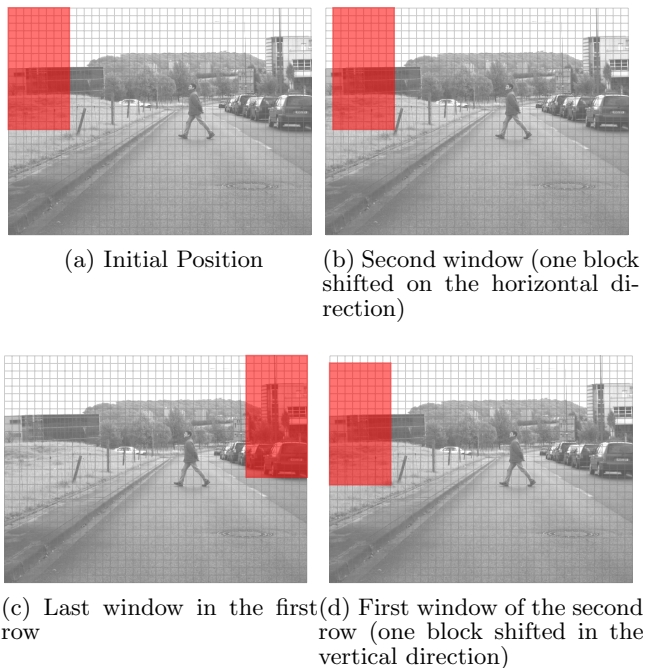 (a) Initial Position
(b) Second window (one block
shifted on the horizontal di-
rection)
(c) Last window in the first
row
(d) First window of the second
row (one block shifted in the
vertical direction)